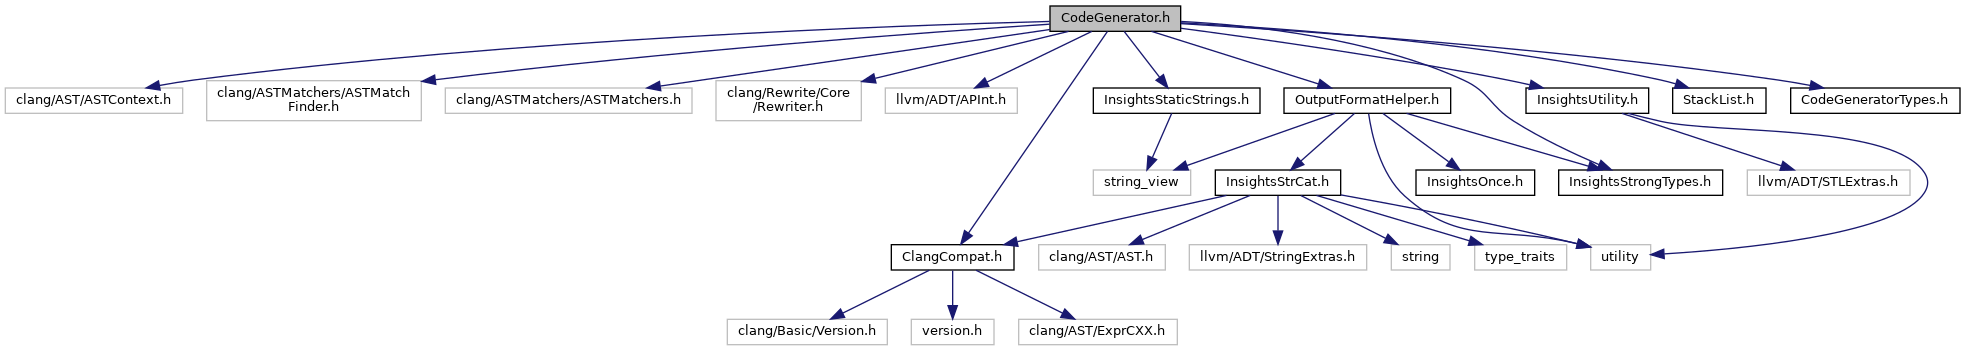 CodeGenerator.h
clang/AST/ASTContext.h
clang/ASTMatchers/ASTMatch
Finder.h
clang/ASTMatchers/ASTMatchers.h
clang/Rewrite/Core
/Rewriter.h
llvm/ADT/APInt.h
InsightsStaticStrings.h
OutputFormatHelper.h
InsightsUtility.h
StackList.h
CodeGeneratorTypes.h
string_view
InsightsStrCat.h
InsightsOnce.h
InsightsStrongTypes.h
llvm/ADT/STLExtras.h
ClangCompat.h
clang/AST/AST.h
llvm/ADT/StringExtras.h
string
type_traits
utility
clang/Basic/Version.h
version.h
clang/AST/ExprCXX.h